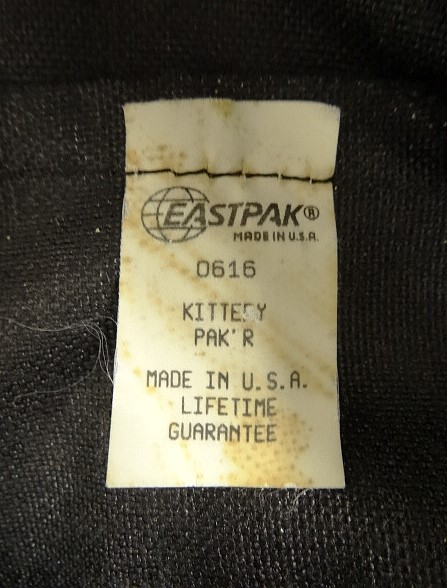 EASTPAK®
MADE IN U.S.A.
0616
KITTERY
PAK'R
MADE IN U.S.A.
LIFETIME
GUARANTEE